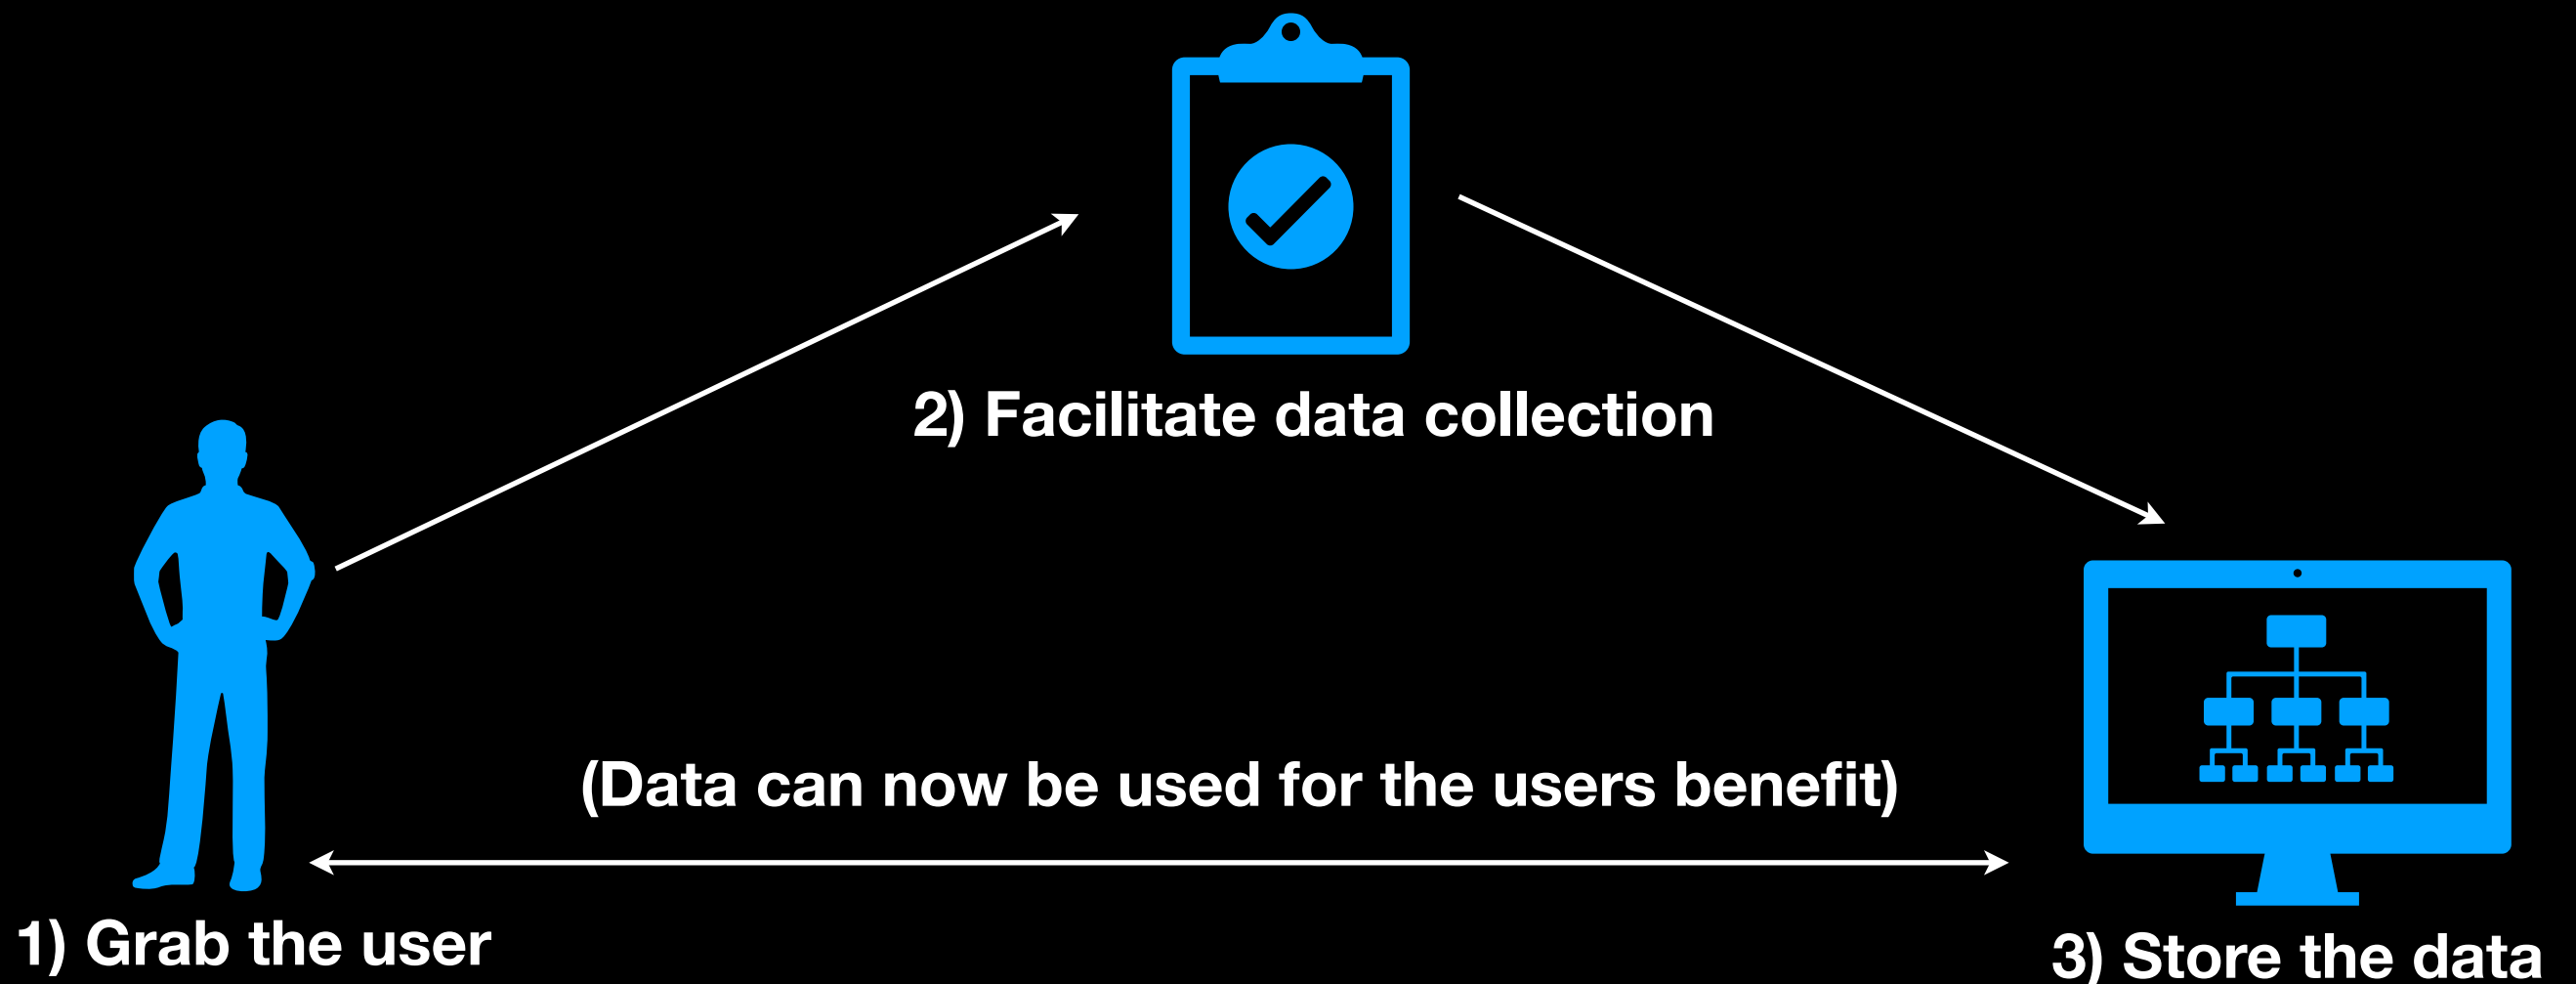 2) Facilitate data collection
(Data can now be used for the users benefit)
1) Grab the user
3) Store the data